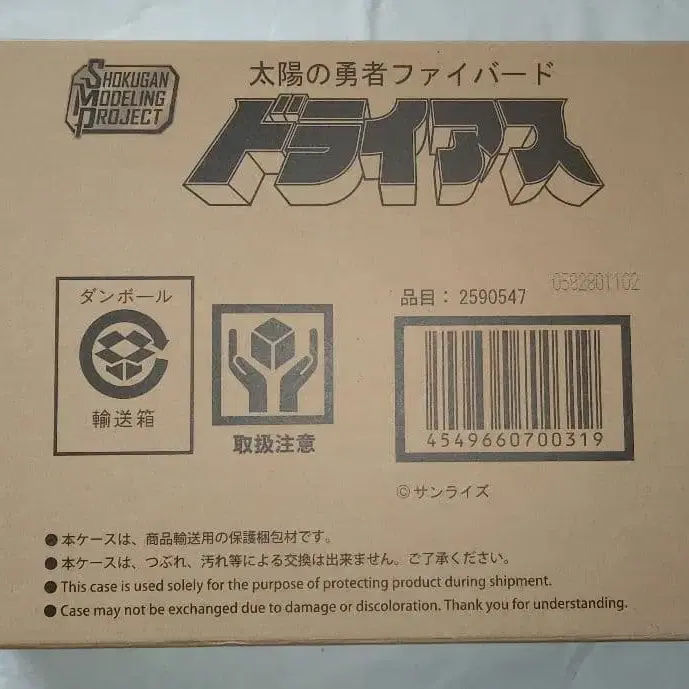 SHOKUGAN
MODELING
PROJECT
太陽の勇者ファイバード
ドライアス
ダンボール
輸送箱
取扱注意
品目：2590547
0582801102
4549660700319
©サンライズ
● 本ケースは、商品輸送用の保護梱包材です。
● 本ケースは、つぶれ、汚れ等による交換は出来ません。ご了承ください。
● This case is used solely for the purpose of protecting product during shipment.
● Case may not be exchanged due to damage or discoloration. Thank you for understanding.